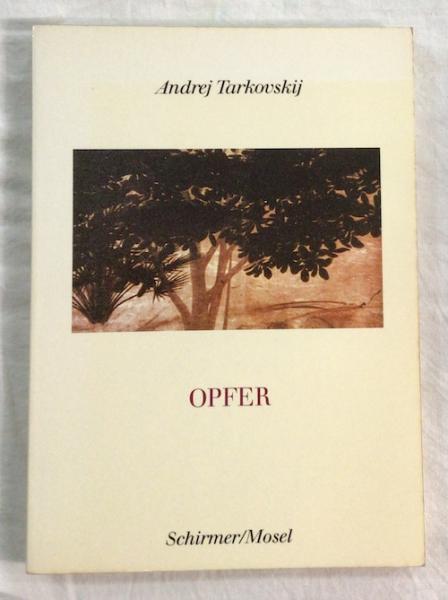 Andrej Tarkovskij
OPFER
Schirmer/Mosel